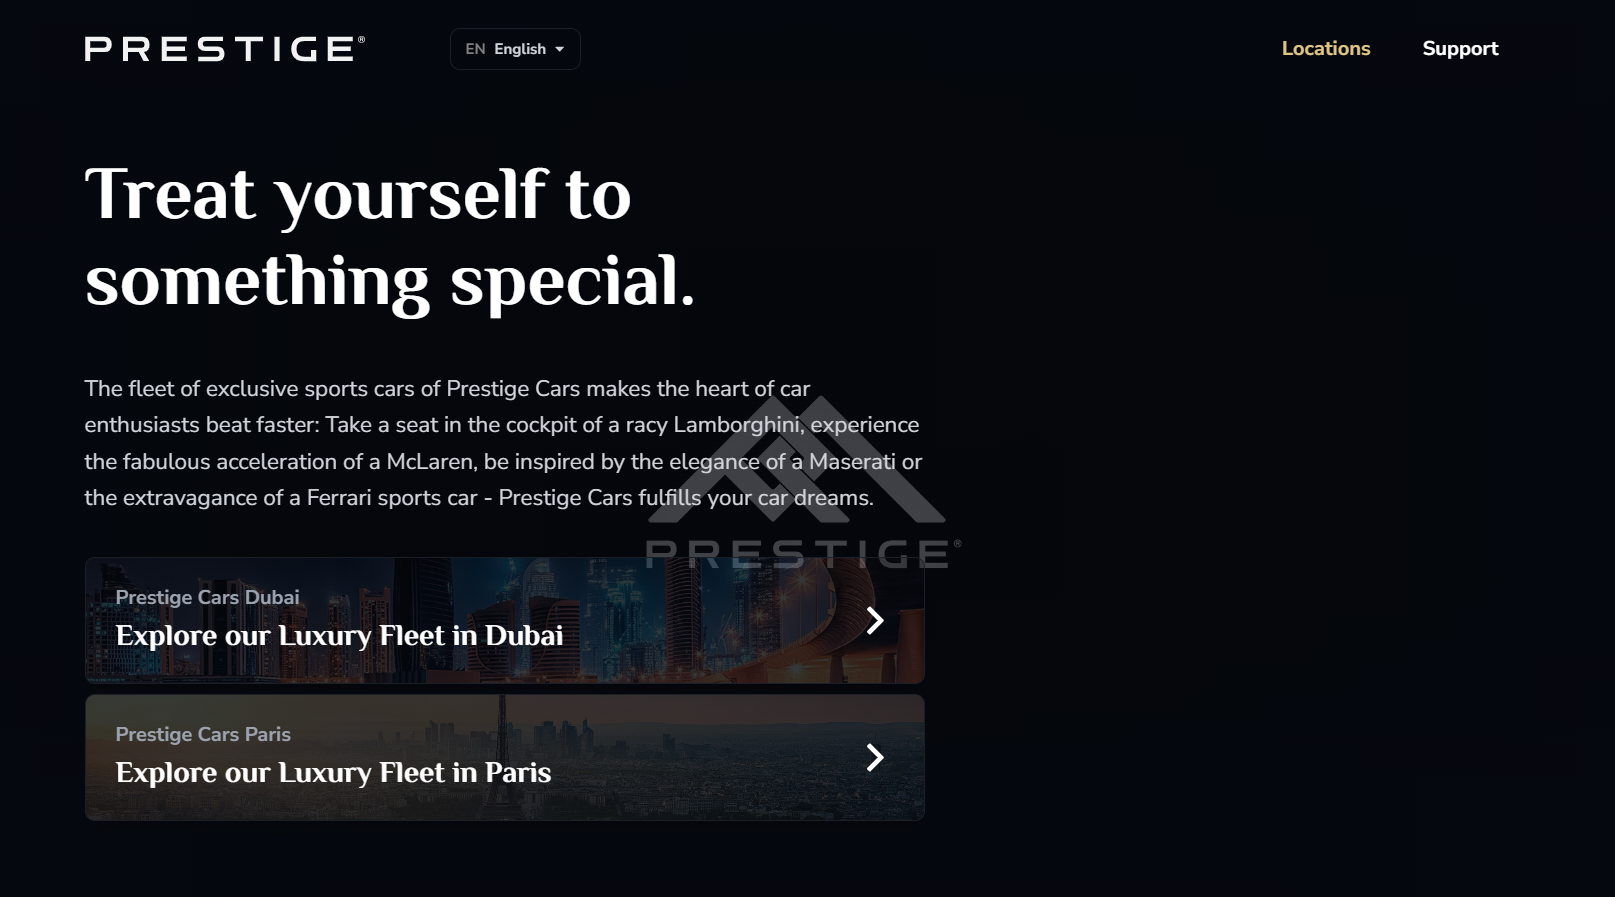 PRESTIGE®
EN English
Locations
Support
Treat yourself to
something special.
The fleet of exclusive sports cars of Prestige Cars makes the heart of car
enthusiasts beat faster: Take a seat in the cockpit of a racy Lamborghini, experience
the fabulous acceleration of a McLaren, be inspired by the elegance of a Maserati or
the extravagance of a Ferrari sports car - Prestige Cars fulfills your car dreams.
PRESTIGE®
Prestige Cars Dubai
Explore our Luxury Fleet in Dubai
Prestige Cars Paris
Explore our Luxury Fleet in Paris